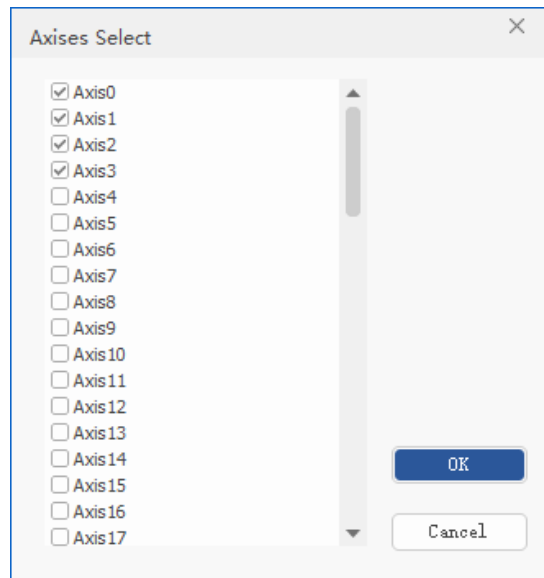 Axises Select
Axis0
Axis1
Axis2
Axis3
Axis4
Axis5
Axis6
Axis7
Axis8
Axis9
Axis10
Axis11
Axis12
Axis13
Axis14
Axis15
Axis16
Axis17
OK
Cancel